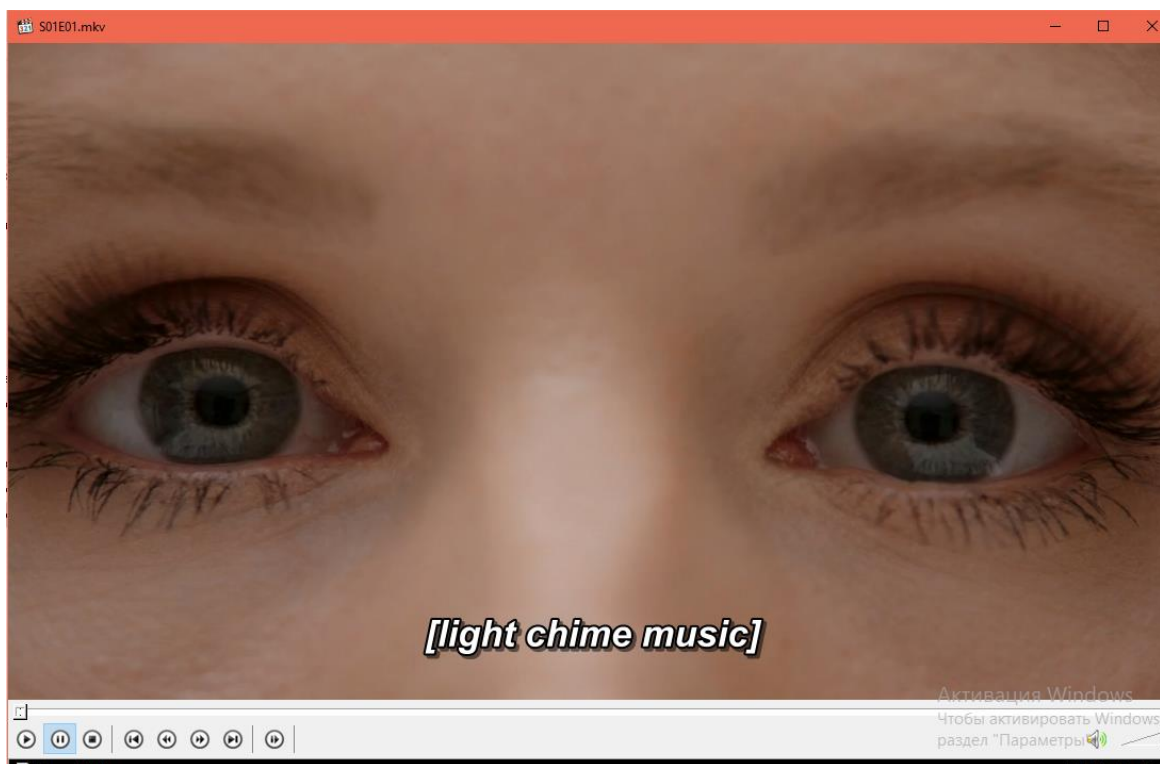 S01E01.mkv
[light chime music]
Активация Windows
Чтобы активировать Windows
раздел "Параметры